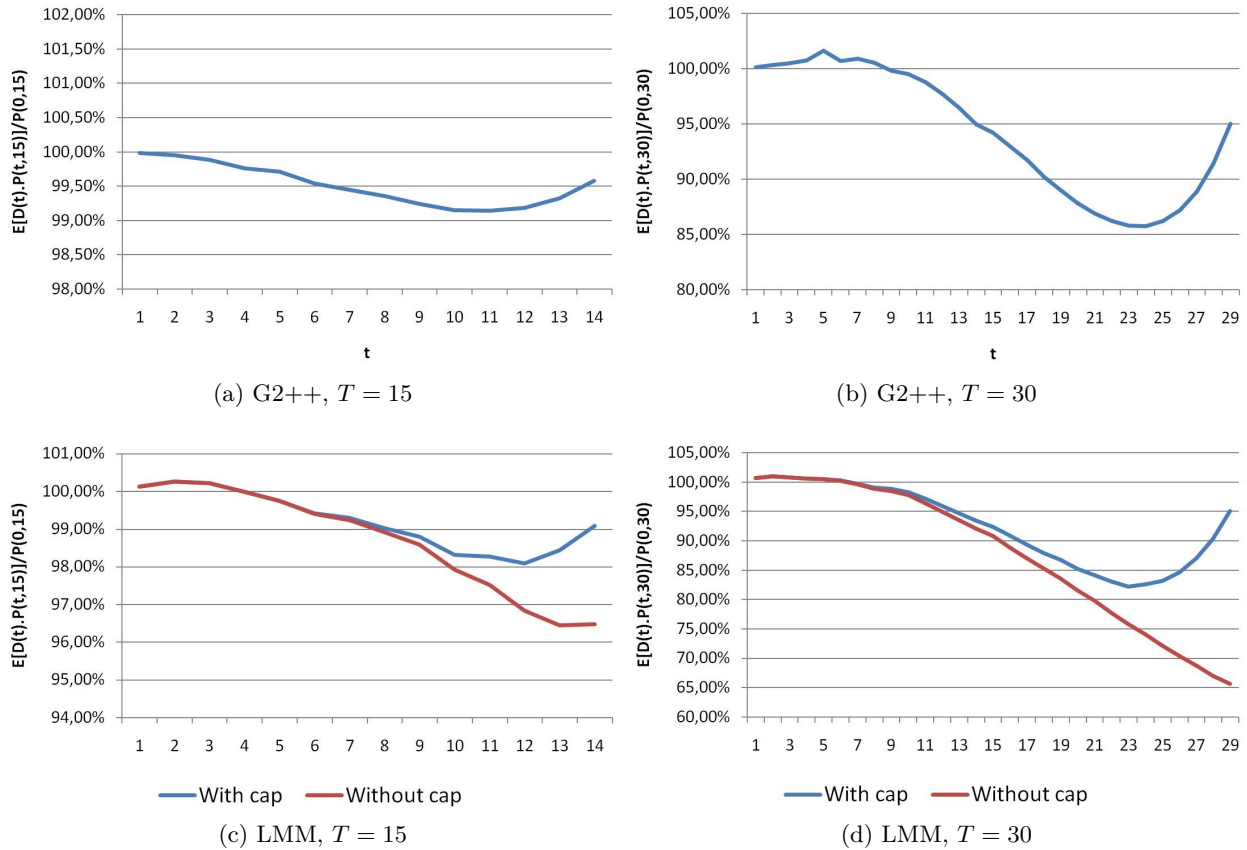 102,00%
101,50%
101,00%
100,50%
100,00%
99,50%
99,00%
98,50%
98,00%
E[D(t).P(t,15)]/P(0,15)
1 2 3 4 5 6 7 8 9 10 11 12 13 14
t
(a) G2++, T = 15
105,00%
100,00%
95,00%
90,00%
85,00%
80,00%
E[D(t).P(t,30)]/P(0,30)
1 3 5 7 9 11 13 15 17 19 21 23 25 27 29
t
(b) G2++, T = 30
101,00%
100,00%
99,00%
98,00%
97,00%
96,00%
95,00%
94,00%
E[D(t).P(t,15)]/P(0,15)
1 2 3 4 5 6 7 8 9 10 11 12 13 14
With cap Without cap
(c) LMM, T = 15
105,00%
100,00%
95,00%
90,00%
85,00%
80,00%
75,00%
70,00%
65,00%
60,00%
E[D(t).P(t,30)]/P(0,30)
1 3 5 7 9 11 13 15 17 19 21 23 25 27 29
With cap Without cap
(d) LMM, T = 30